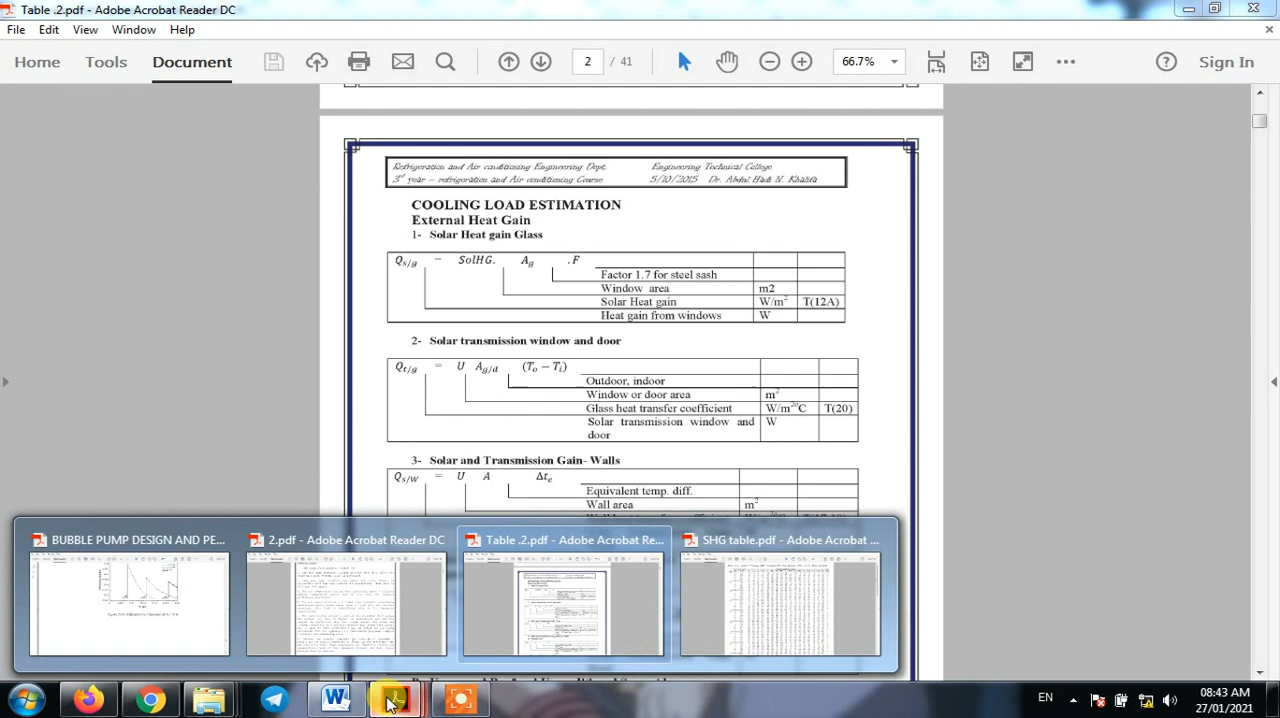 Table .2.pdf - Adobe Acrobat Reader DC
File Edit View Window Help
Home Tools Document 2 / 41 66.7% Sign In
Refrigeration and Air conditioning Engineering Dept. Engineering Technical College
3rd year – refrigeration and Air conditioning Course 5/10/2015 Dr. Abdul Hadi N. Khalifa
COOLING LOAD ESTIMATION
External Heat Gain
1- Solar Heat gain Glass
Qs/g = SolHG. Ag .F
Factor 1.7 for steel sash
Window area m2
Solar Heat gain W/m2 T(12A)
Heat gain from windows W
2- Solar transmission window and door
Qt/g = U Ag/d (To − Ti)
Outdoor, indoor
Window or door area m2
Glass heat transfer coefficient W/m2oC T(20)
Solar transmission window and W
door
3- Solar and Transmission Gain- Walls
Qs/W = U A Δte
Equivalent temp. diff.
Wall area m2
BUBBLE PUMP DESIGN AND PE... 2.pdf - Adobe Acrobat Reader DC Table .2.pdf - Adobe Acrobat Re... SHG table.pdf - Adobe Acrobat ...
EN 08:43 AM
27/01/2021